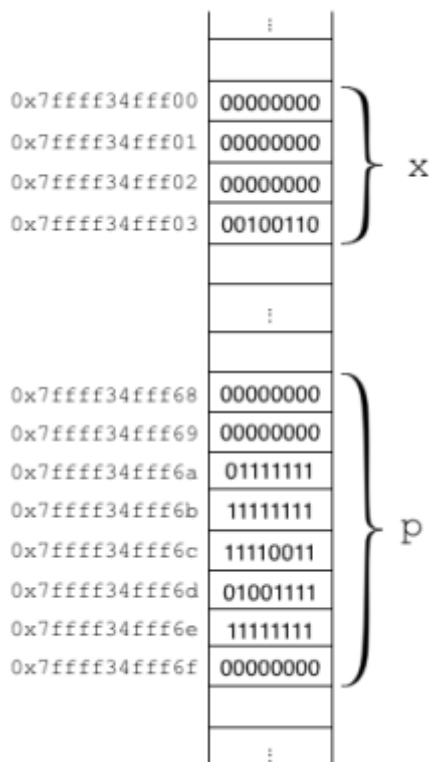 ⋮
0x7ffff34fff00 00000000
0x7ffff34fff01 00000000
x
0x7ffff34fff02 00000000
0x7ffff34fff03 00100110
⋮
0x7ffff34fff68 00000000
0x7ffff34fff69 00000000
0x7ffff34fff6a 01111111
0x7ffff34fff6b 11111111
p
0x7ffff34fff6c 11110011
0x7ffff34fff6d 01001111
0x7ffff34fff6e 11111111
0x7ffff34fff6f 00000000
⋮